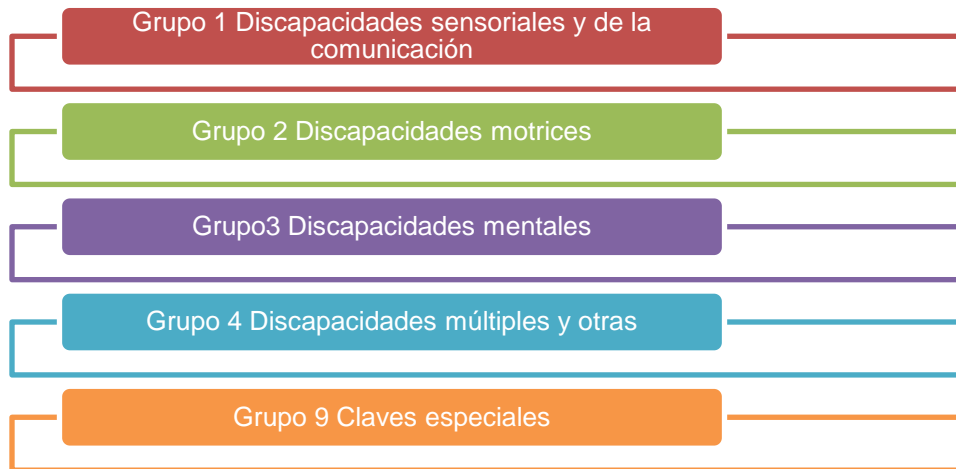 Grupo 1 Discapacidades sensoriales y de la
comunicación
Grupo 2 Discapacidades motrices
Grupo3 Discapacidades mentales
Grupo 4 Discapacidades múltiples y otras
Grupo 9 Claves especiales